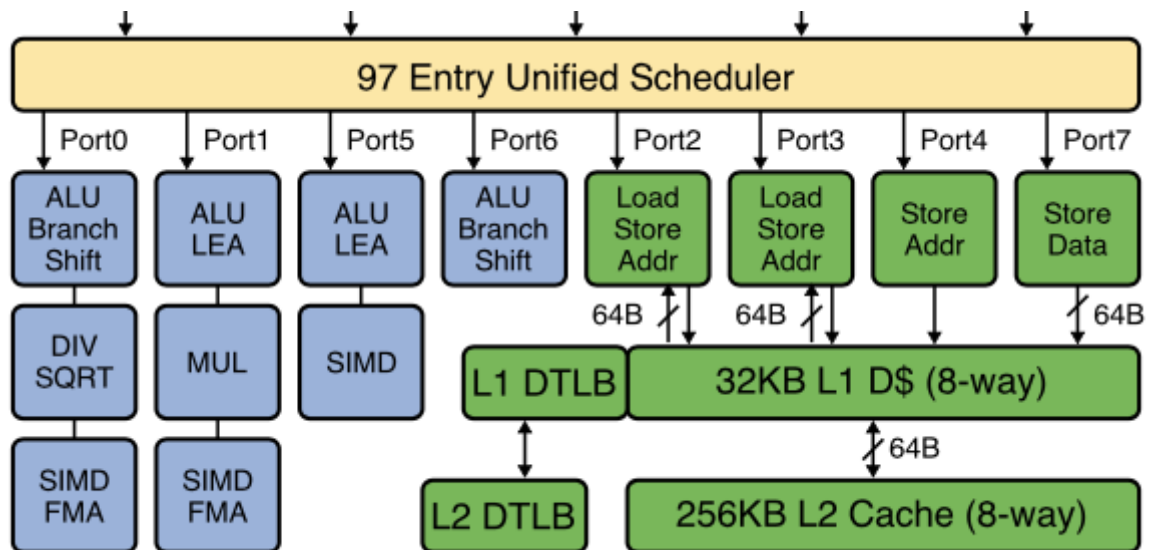 97 Entry Unified Scheduler
Port0
Port1
Port5
Port6
Port2
Port3
Port4
Port7
ALU
Branch
Shift
ALU
LEA
ALU
LEA
ALU
Branch
Shift
Load
Store
Addr
Load
Store
Addr
Store
Addr
Store
Data
64B
64B
64B
DIV
SQRT
MUL
SIMD
L1 DTLB
32KB L1 D$ (8-way)
64B
SIMD
FMA
SIMD
FMA
L2 DTLB
256KB L2 Cache (8-way)